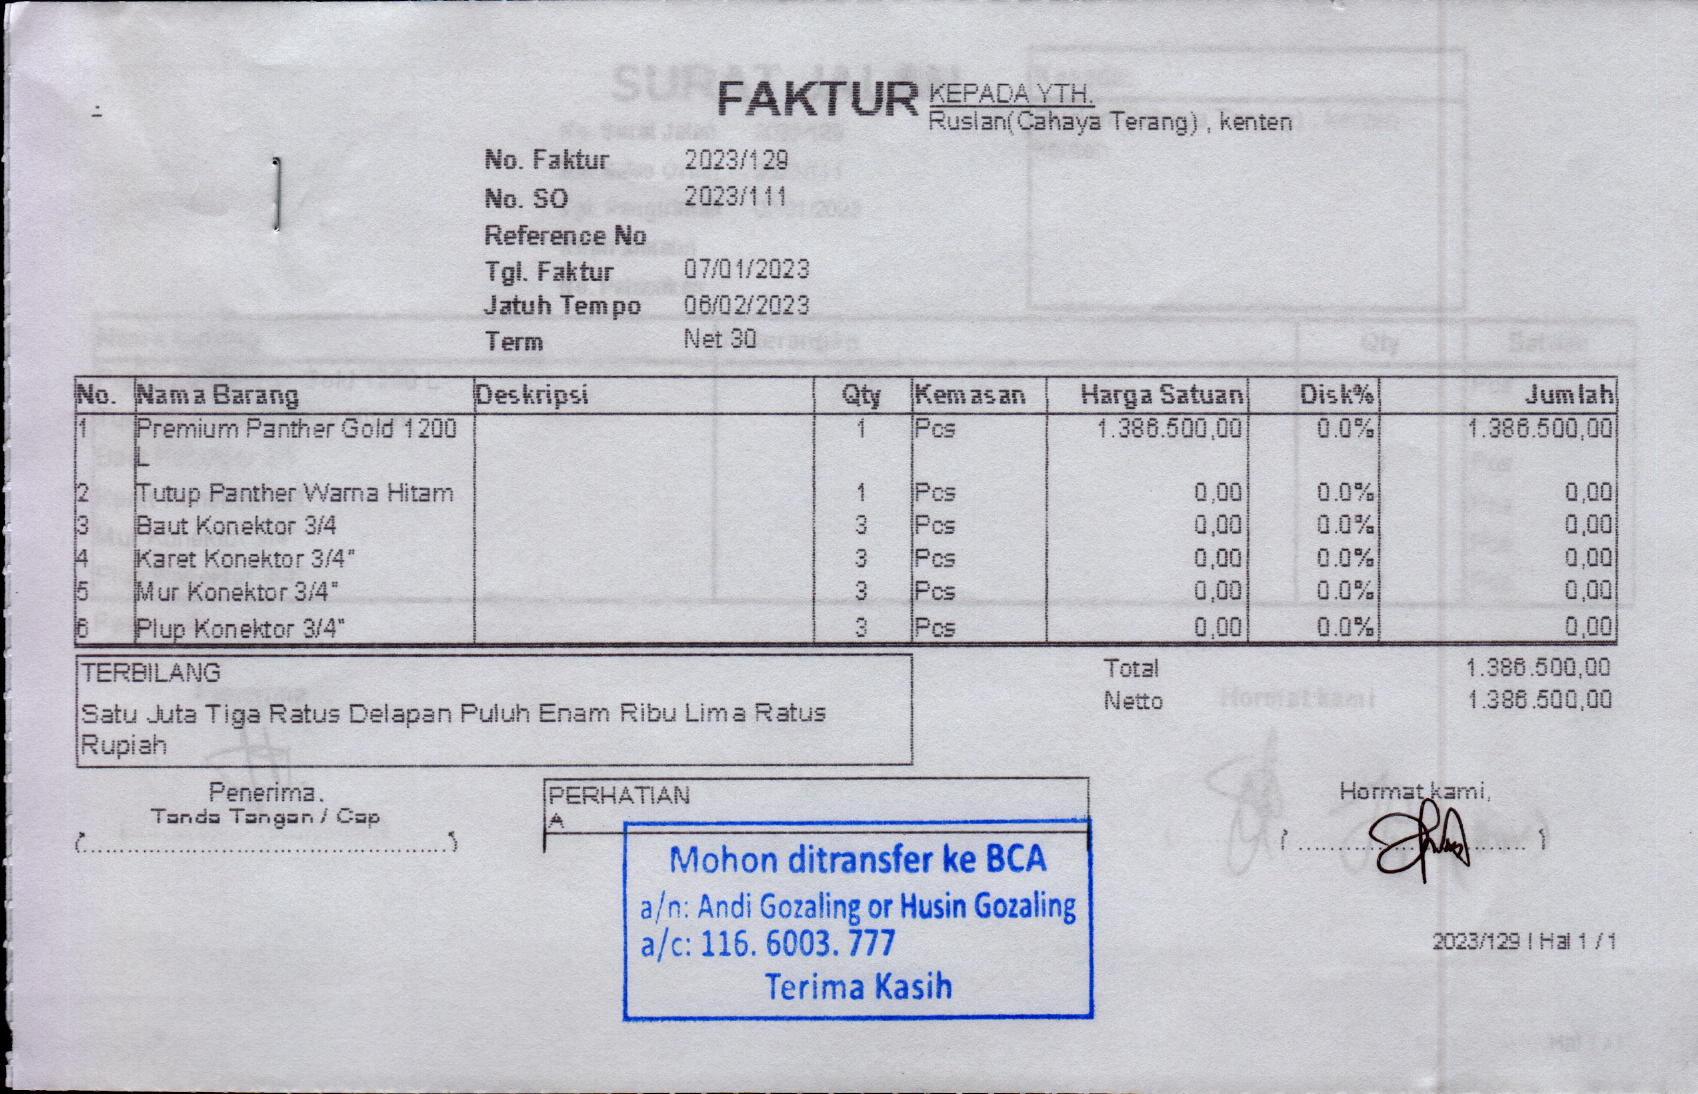 FAKTUR
KEPADA YTH.
Ruslan(Cahaya Terang) , kenten
No. Faktur 2023/129
No. SO 2023/111
Reference No
Tgl. Faktur 07/01/2023
Jatuh Tempo 06/02/2023
Term Net 30
No. Nama Barang Deskripsi Qty Kemasan Harga Satuan Disk% Jumlah
1 Premium Panther Gold 1200 1 Pcs 1.386.500,00 0.0% 1.386.500,00
L
2 Tutup Panther Warna Hitam 1 Pcs 0,00 0.0% 0,00
3 Baut Konektor 3/4 3 Pcs 0,00 0.0% 0,00
4 Karet Konektor 3/4" 3 Pcs 0,00 0.0% 0,00
5 Mur Konektor 3/4" 3 Pcs 0,00 0.0% 0,00
6 Plup Konektor 3/4" 3 Pcs 0,00 0.0% 0,00
TERBILANG
Satu Juta Tiga Ratus Delapan Puluh Enam Ribu Lima Ratus
Rupiah
Total 1.386.500,00
Netto 1.386.500,00
Penerima,
Tanda Tangan / Cap
PERHATIAN
A
Hormat kami,
Mohon ditransfer ke BCA
a/n: Andi Gozaling or Husin Gozaling
a/c: 116. 6003. 777
Terima Kasih
2023/129 | Hal 1 / 1